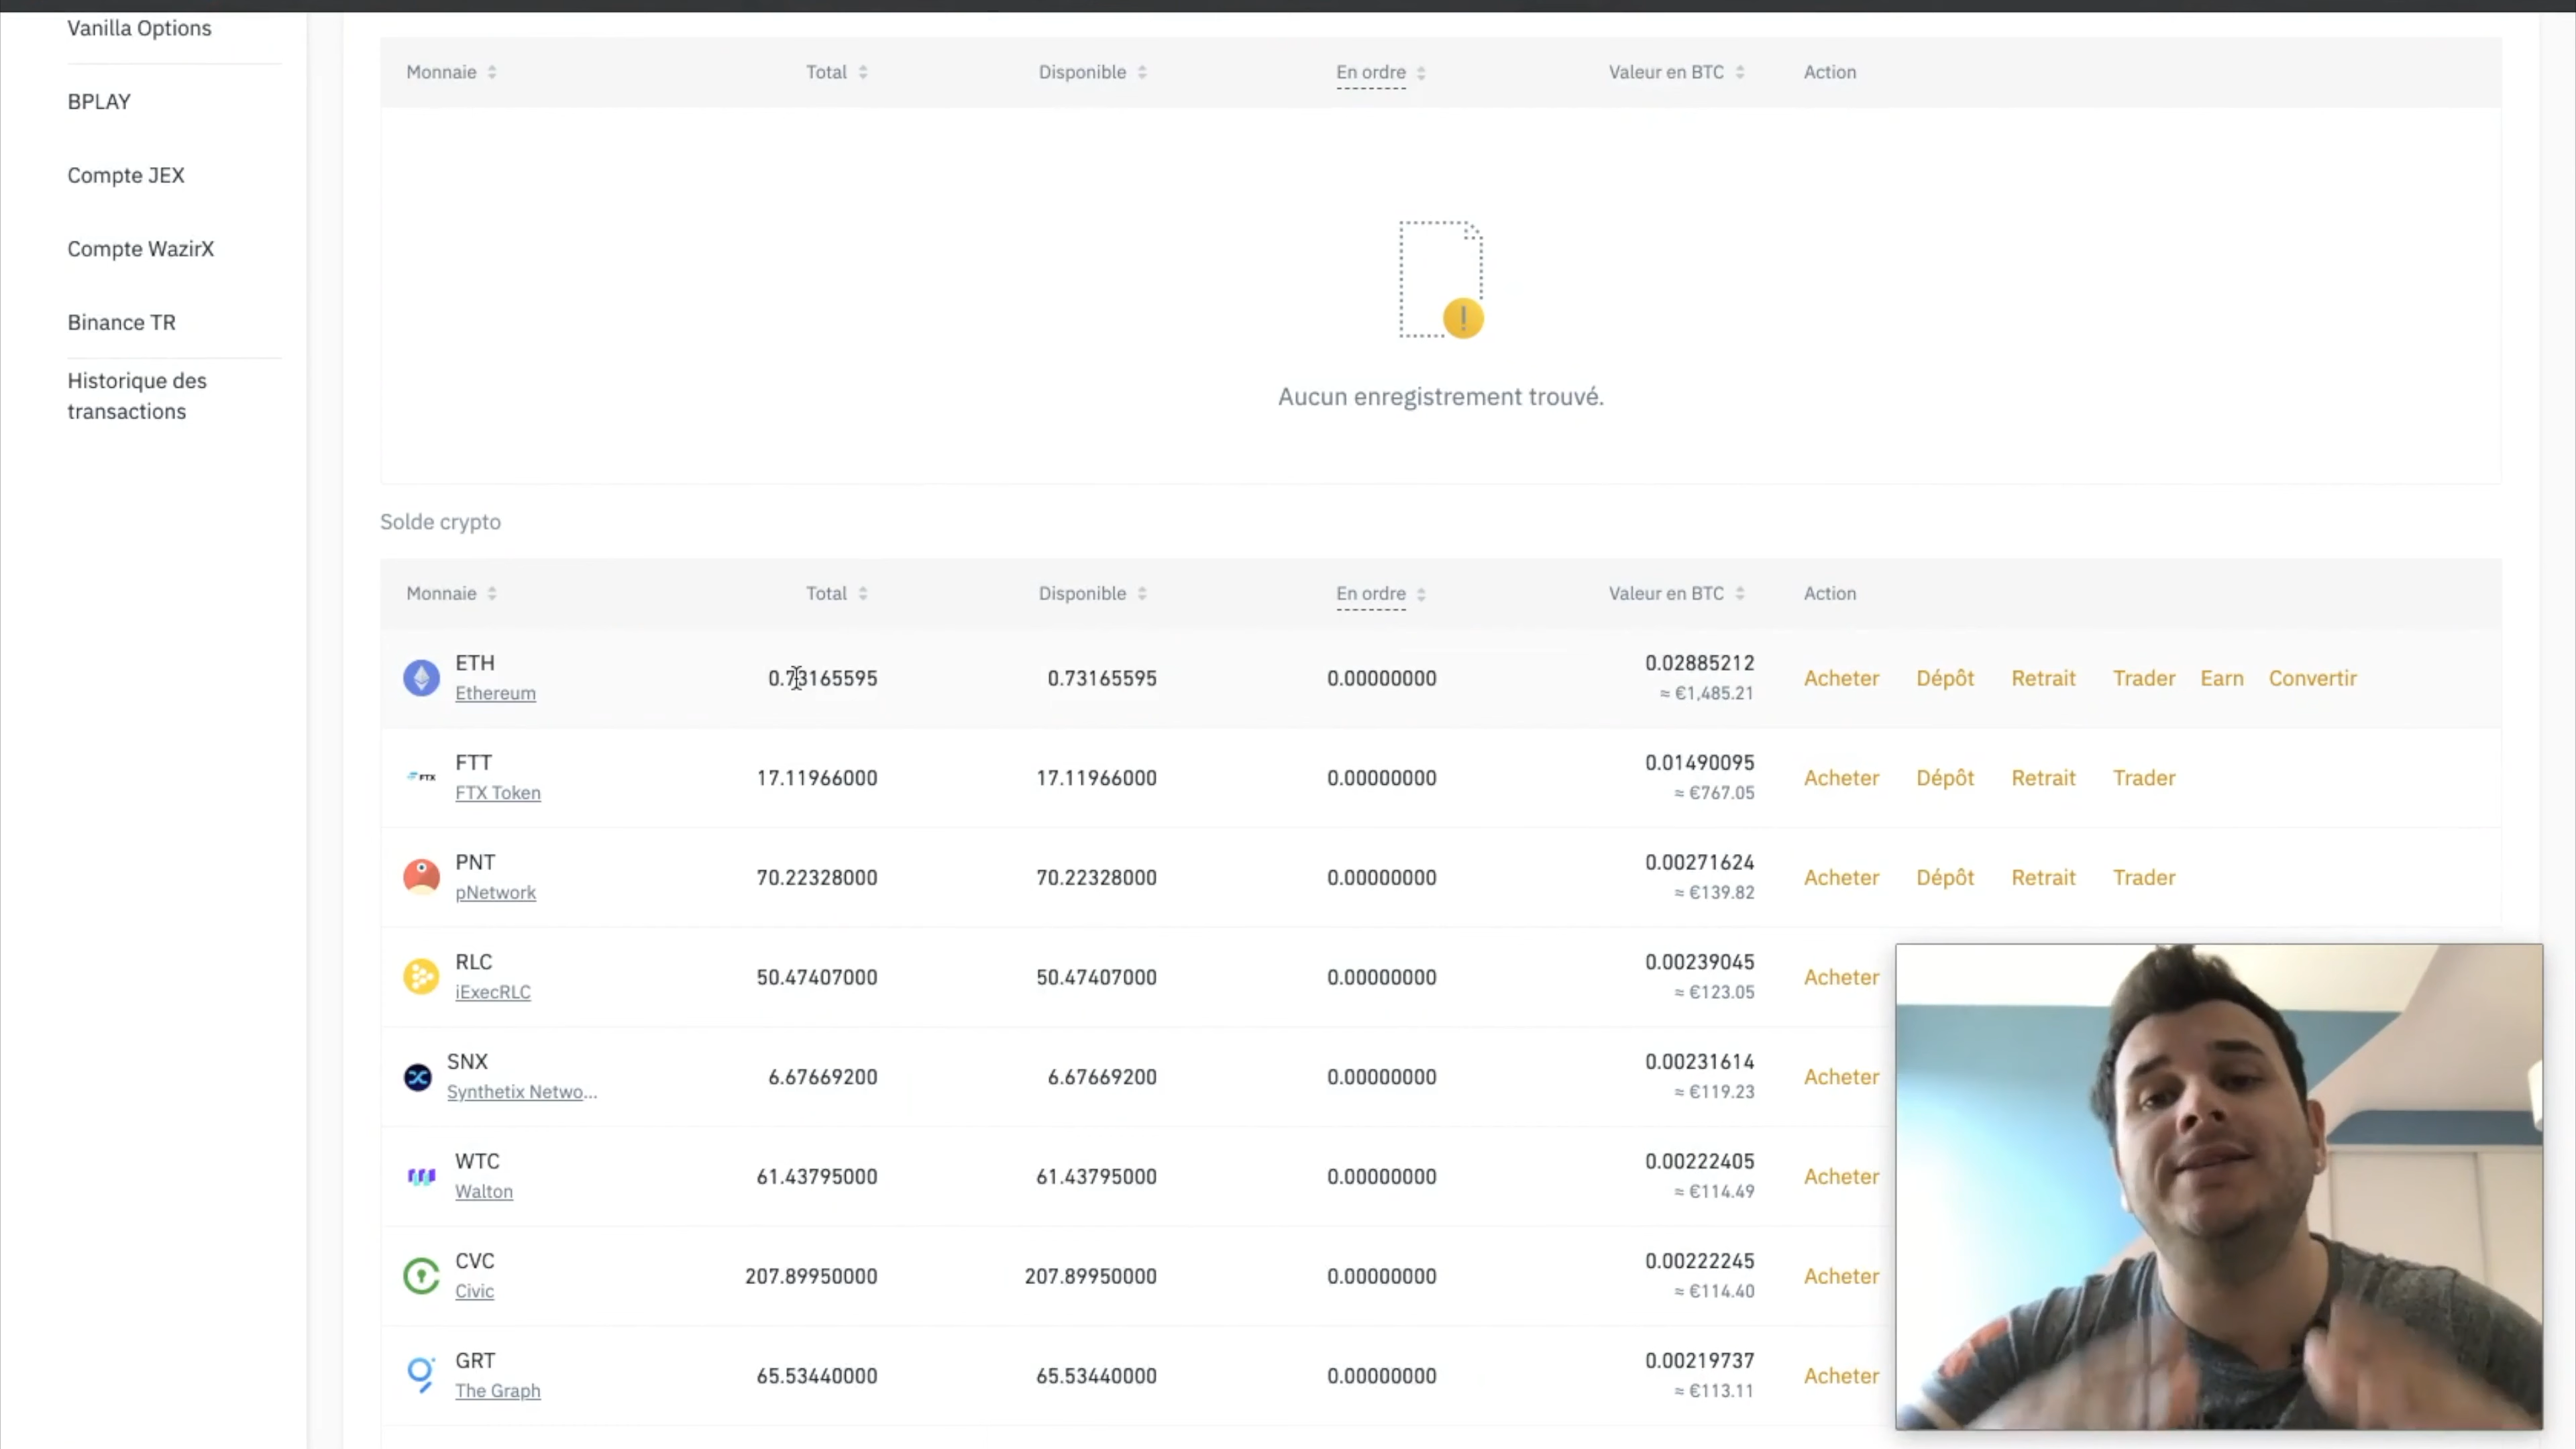 Vanilla Options
BPLAY
Compte JEX
Compte WazirX
Binance TR
Historique des
transactions
Monnaie Total Disponible En ordre Valeur en BTC Action
Aucun enregistrement trouvé.
Solde crypto
Monnaie Total Disponible En ordre Valeur en BTC Action
ETH
Ethereum
0.73165595 0.73165595 0.00000000
0.02885212
≈ €1,485.21
Acheter Dépôt Retrait Trader Earn Convertir
FTX
FTT
FTX Token
17.11966000 17.11966000 0.00000000
0.01490095
≈ €767.05
Acheter Dépôt Retrait Trader
PNT
pNetwork
70.22328000 70.22328000 0.00000000
0.00271624
≈ €139.82
Acheter Dépôt Retrait Trader
RLC
iExecRLC
50.47407000 50.47407000 0.00000000
0.00239045
≈ €123.05
Acheter
SNX
Synthetix Netwo...
6.67669200 6.67669200 0.00000000
0.00231614
≈ €119.23
Acheter
WTC
Walton
61.43795000 61.43795000 0.00000000
0.00222405
≈ €114.49
Acheter
CVC
Civic
207.89950000 207.89950000 0.00000000
0.00222245
≈ €114.40
Acheter
GRT
The Graph
65.53440000 65.53440000 0.00000000
0.00219737
≈ €113.11
Acheter